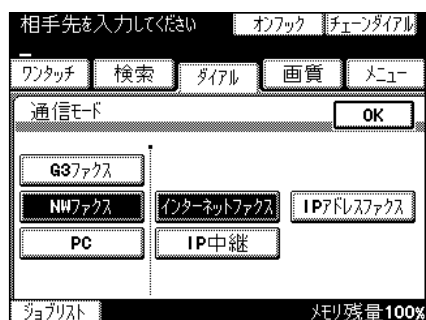 相手先を入力してください オンフック チェーンダイアル
ワンタッチ 検索 ダイアル 画質 メニュー
通信モード OK
G3ファクス
NWファクス インターネットファクス IPアドレスファクス
PC IP中継
ジョブリスト メモリ残量100%